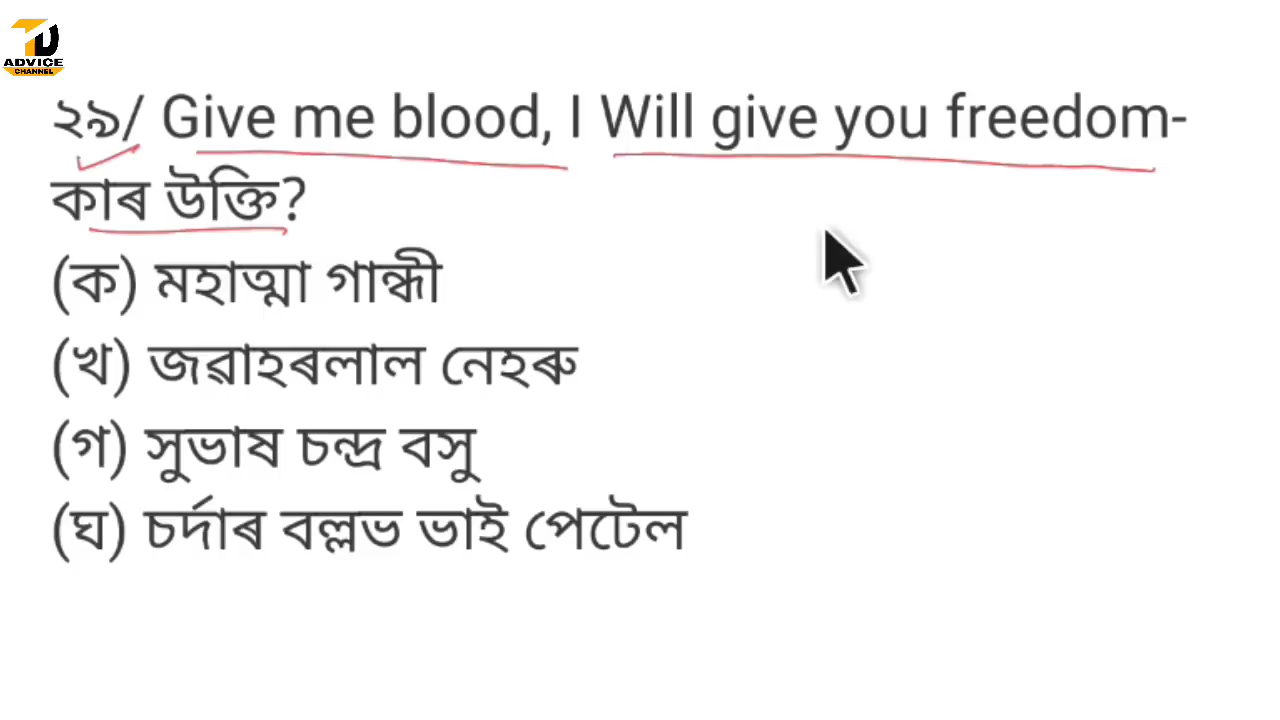 TD
ADVICE
CHANNEL
২৯/ Give me blood, I Will give you freedom-
কাৰ উক্তি?
(ক) মহাত্মা গান্ধী
(খ) জৱাহৰলাল নেহৰু
(গ) সুভাষ চন্দ্ৰ বসু
(ঘ) চৰ্দাৰ বল্লভ ভাই পেটেল